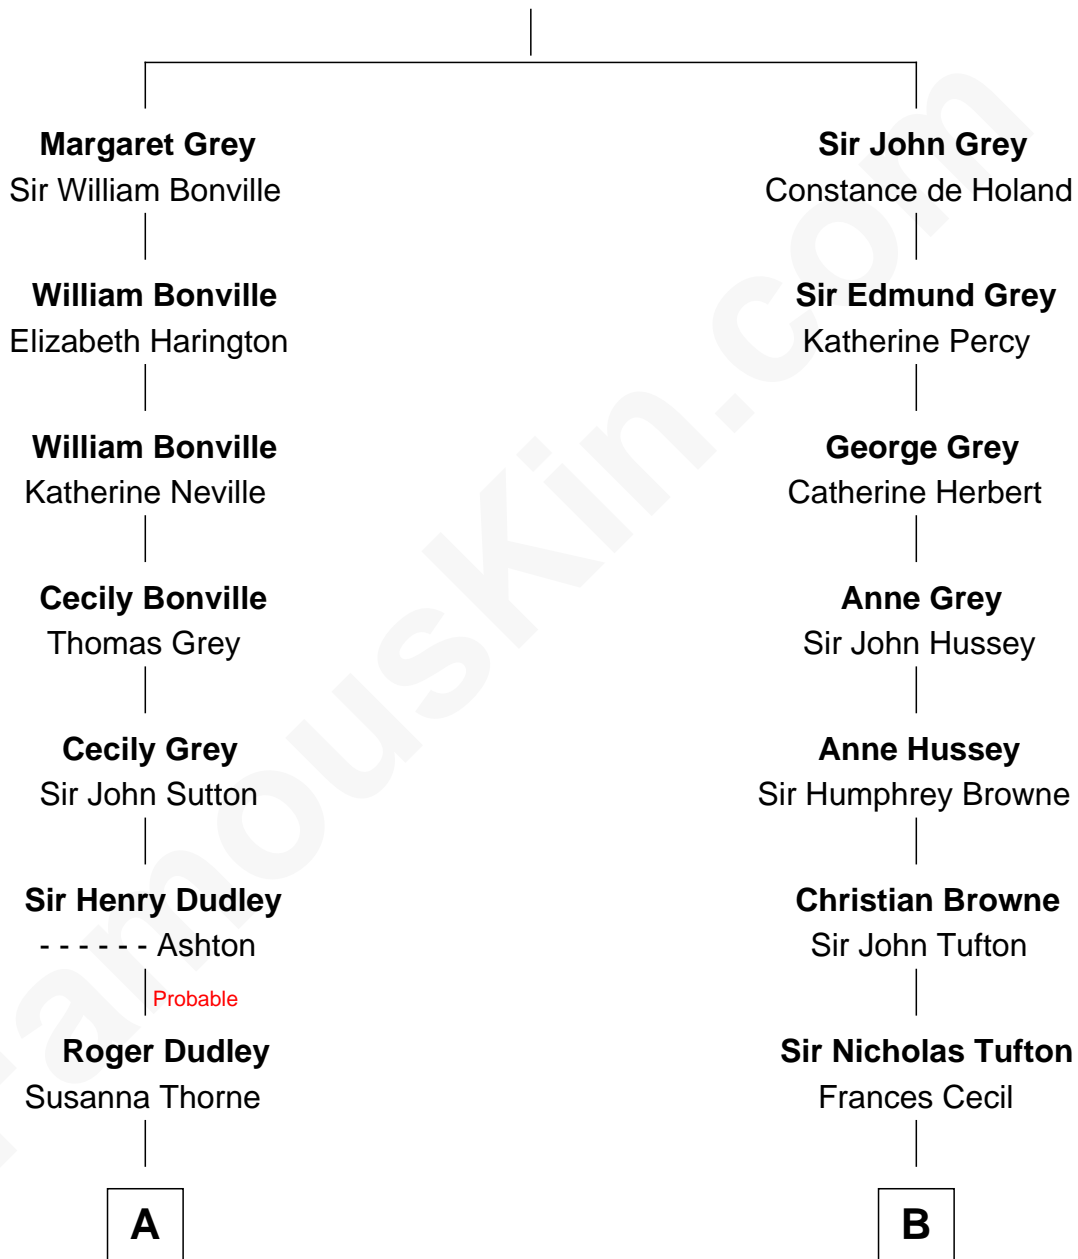 Margaret Grey
Sir William Bonville
William Bonville
Elizabeth Harington
William Bonville
Katherine Neville
Cecily Bonville
Thomas Grey
Cecily Grey
Sir John Sutton
Sir Henry Dudley
- - - - - - Ashton
Probable
Roger Dudley
Susanna Thorne
A
Sir John Grey
Constance de Holand
Sir Edmund Grey
Katherine Percy
George Grey
Catherine Herbert
Anne Grey
Sir John Hussey
Anne Hussey
Sir Humphrey Browne
Christian Browne
Sir John Tufton
Sir Nicholas Tufton
Frances Cecil
B
FamousKin.com